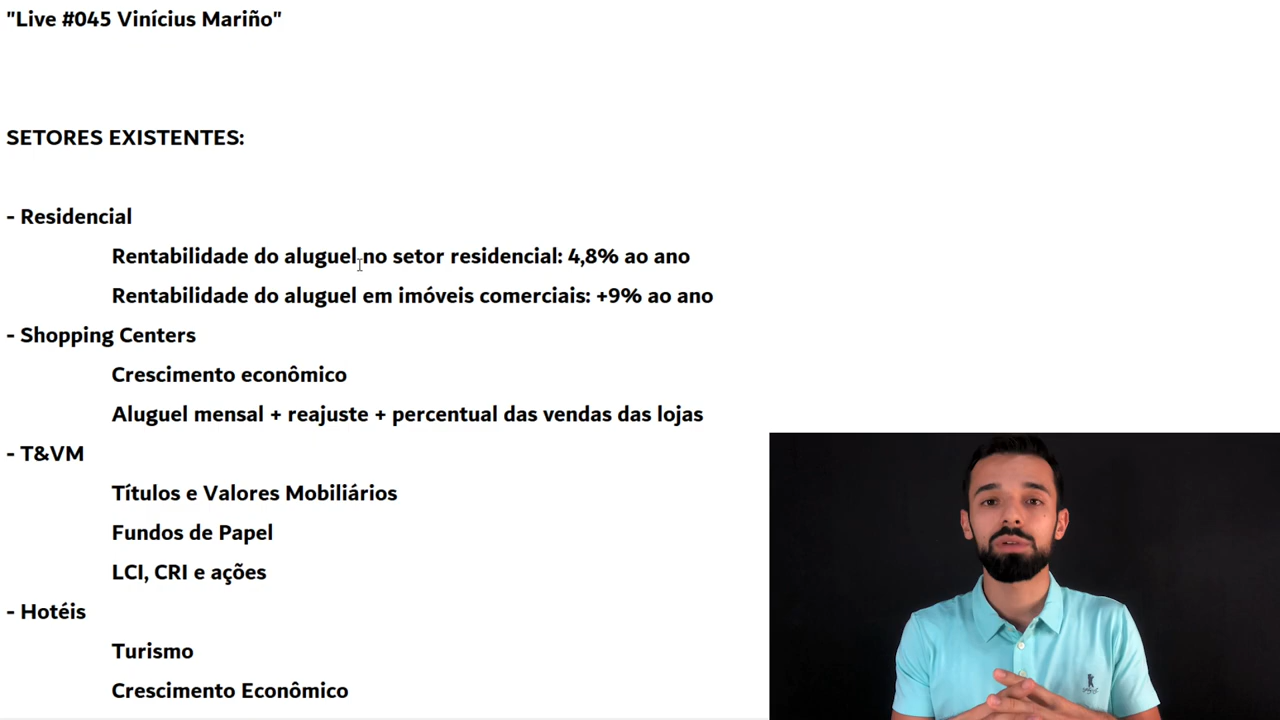 "Live #045 Vinícius Mariño"
SETORES EXISTENTES:
- Residencial
Rentabilidade do aluguel no setor residencial: 4,8% ao ano
Rentabilidade do aluguel em imóveis comerciais: +9% ao ano
- Shopping Centers
Crescimento econômico
Aluguel mensal + reajuste + percentual das vendas das lojas
- T&VM
Títulos e Valores Mobiliários
Fundos de Papel
LCI, CRI e ações
- Hotéis
Turismo
Crescimento Econômico